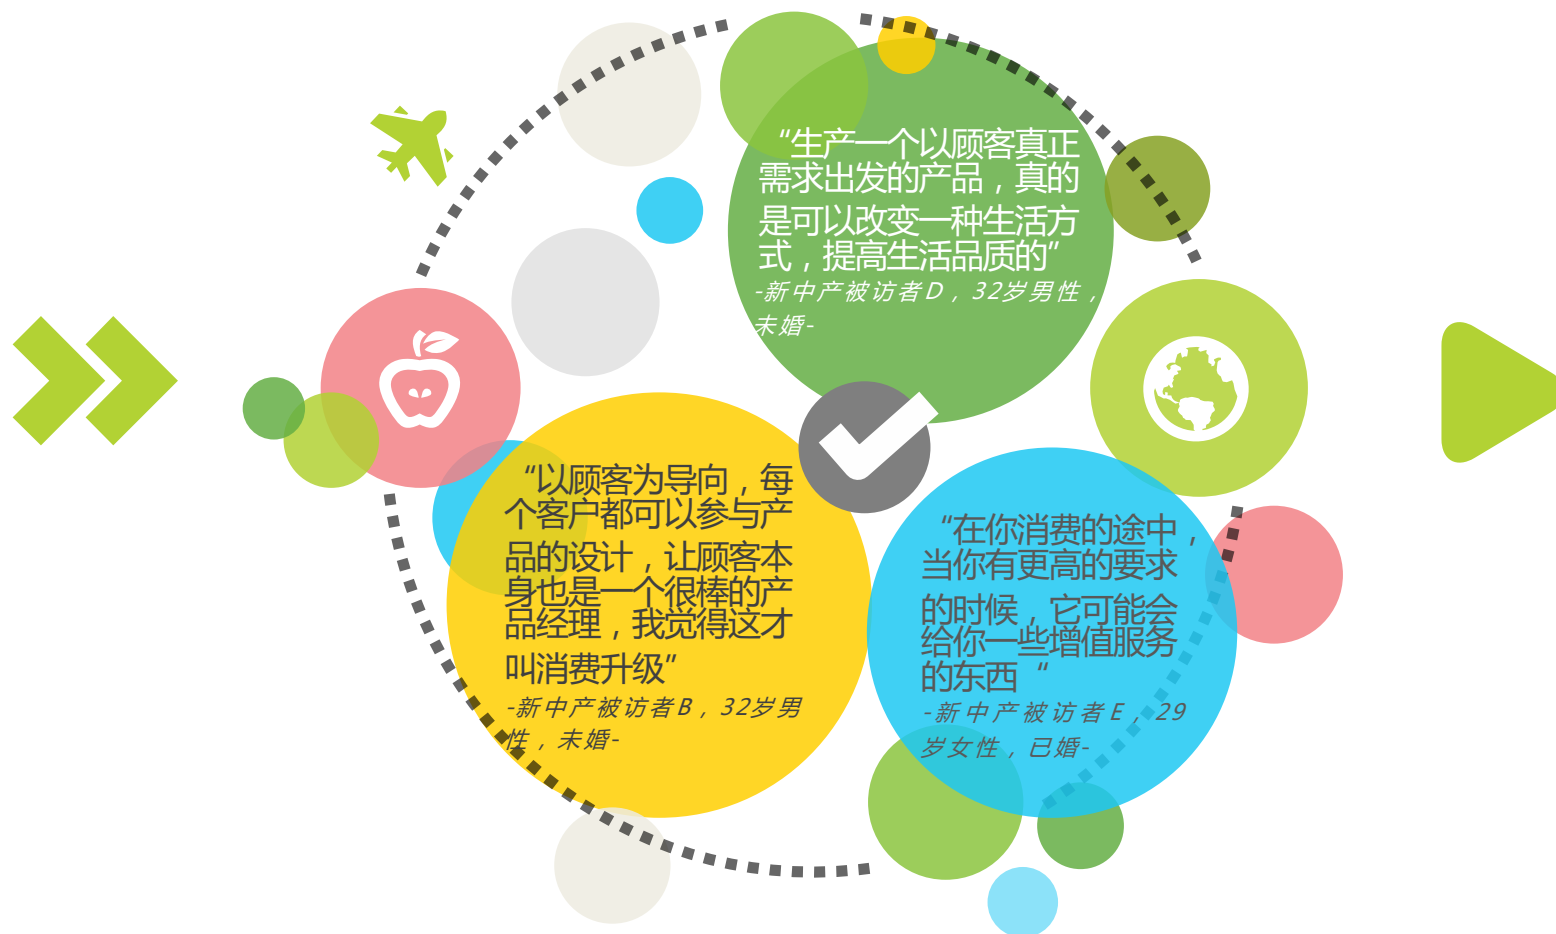 “生产一个以顾客真正
需求出发的产品，真的
是可以改变一种生活方
式，提高生活品质的”
-新中产被访者D，32岁男性，
未婚-
“以顾客为导向，每
个客户都可以参与产
品的设计，让顾客本
身也是一个很棒的产
品经理，我觉得这才
叫消费升级”
-新中产被访者B，32岁男
性，未婚-
“在你消费的途中，
当你有更高的要求
的时候，它可能会
给你一些增值服务
的东西“
-新中产被访者E，29
岁女性，已婚-